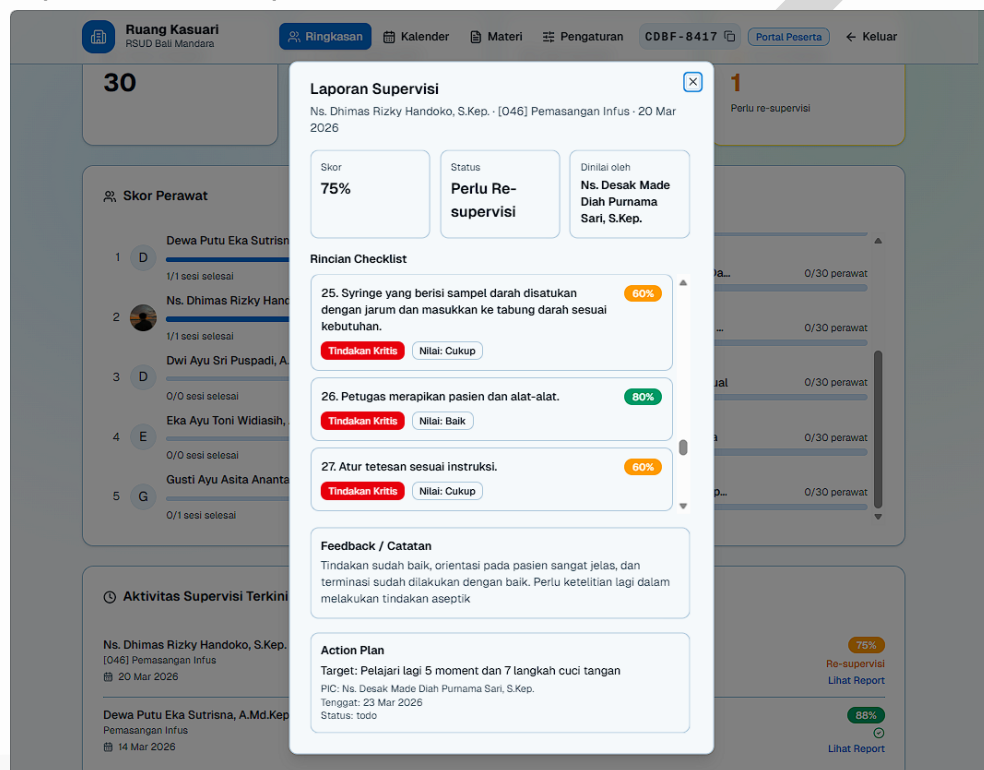 Ruang Kasuari
RSUD Bali Mandara
Ringkasan
Kalender
Materi
Pengaturan
CDBF-8417
Portal Peserta
Keluar
30
1
Perlu re-supervisi
Laporan Supervisi
Ns. Dhimas Rizky Handoko, S.Kep. · [046] Pemasangan Infus · 20 Mar
2026
Skor
75%
Status
Perlu Re-
supervisi
Dinilai oleh
Ns. Desak Made
Diah Purnama
Sari, S.Kep.
Rincian Checklist
25. Syringe yang berisi sampel darah disatukan
dengan jarum dan masukkan ke tabung darah sesuai
kebutuhan.
60%
Tindakan Kritis
Nilai: Cukup
26. Petugas merapikan pasien dan alat-alat.
80%
Tindakan Kritis
Nilai: Baik
27. Atur tetesan sesuai instruksi.
60%
Tindakan Kritis
Nilai: Cukup
Feedback / Catatan
Tindakan sudah baik, orientasi pada pasien sangat jelas, dan
terminasi sudah dilakukan dengan baik. Perlu ketelitian lagi dalam
melakukan tindakan aseptik
Action Plan
Target: Pelajari lagi 5 moment dan 7 langkah cuci tangan
PIC: Ns. Desak Made Diah Purnama Sari, S.Kep.
Tenggat: 23 Mar 2026
Status: todo
Skor Perawat
1
D
Dewa Putu Eka Sutrisn
1/1 sesi selesai
2
Ns. Dhimas Rizky Hand
1/1 sesi selesai
3
D
Dwi Ayu Sri Puspadi, A.
0/0 sesi selesai
4
E
Eka Ayu Toni Widiasih,
0/0 sesi selesai
5
G
Gusti Ayu Asita Ananta
0/1 sesi selesai
0/30 perawat
0/30 perawat
ual
0/30 perawat
0/30 perawat
0/30 perawat
Aktivitas Supervisi Terkini
Ns. Dhimas Rizky Handoko, S.Kep.
[046] Pemasangan Infus
20 Mar 2026
75%
Re-supervisi
Lihat Report
Dewa Putu Eka Sutrisna, A.Md.Kep
Pemasangan Infus
14 Mar 2026
88%
Lihat Report